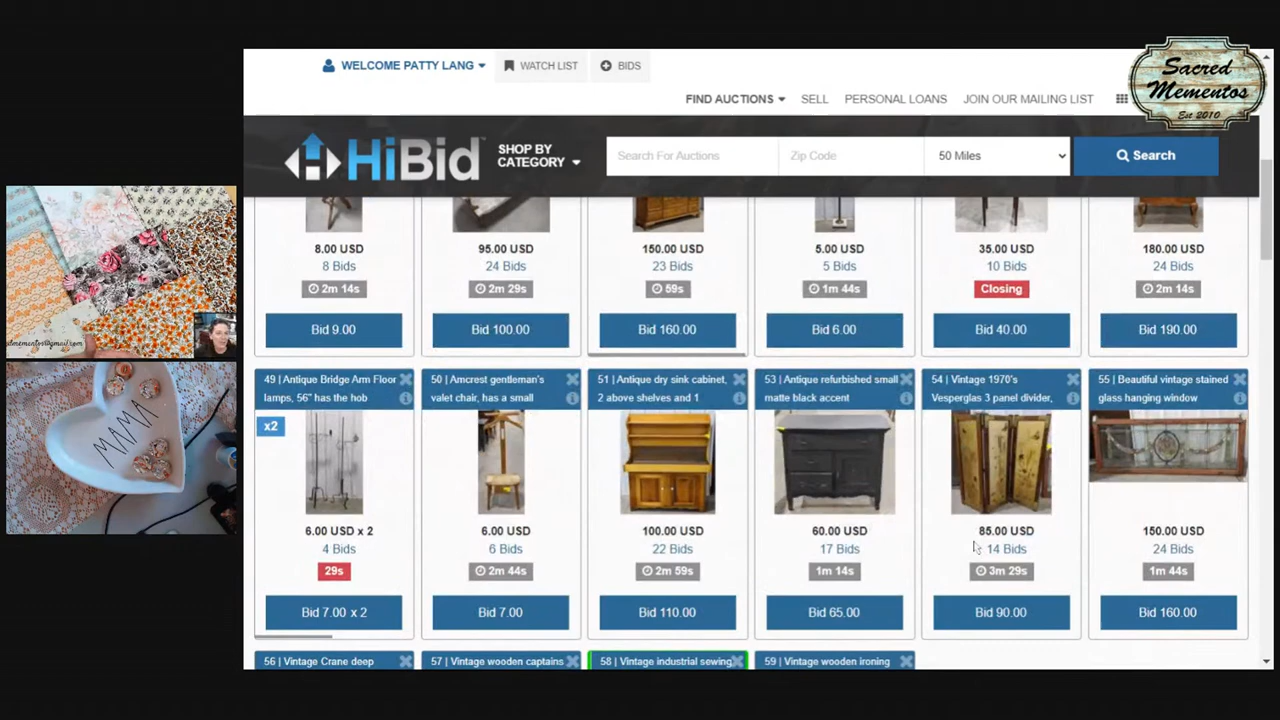 WELCOME PATTY LANG
WATCH LIST
BIDS
Sacred
Mementos
Est 2010
FIND AUCTIONS
SELL
PERSONAL LOANS
JOIN OUR MAILING LIST
HiBid
SHOP BY
CATEGORY
Search For Auctions
Zip Code
50 Miles
Search
8.00 USD
8 Bids
2m 14s
Bid 9.00
95.00 USD
24 Bids
2m 29s
Bid 100.00
150.00 USD
23 Bids
59s
Bid 160.00
5.00 USD
5 Bids
1m 44s
Bid 6.00
35.00 USD
10 Bids
Closing
Bid 40.00
180.00 USD
24 Bids
2m 14s
Bid 190.00
49 | Antique Bridge Arm Floor
lamps, 56" has the hob
x2
6.00 USD x 2
4 Bids
29s
Bid 7.00 x 2
50 | Amcrest gentleman's
valet chair, has a small
6.00 USD
6 Bids
2m 44s
Bid 7.00
51 | Antique dry sink cabinet,
2 above shelves and 1
100.00 USD
22 Bids
2m 59s
Bid 110.00
53 | Antique refurbished small
matte black accent
60.00 USD
17 Bids
1m 14s
Bid 65.00
54 | Vintage 1970's
Vesperglas 3 panel divider,
85.00 USD
14 Bids
3m 29s
Bid 90.00
55 | Beautiful vintage stained
glass hanging window
150.00 USD
24 Bids
1m 44s
Bid 160.00
56 | Vintage Crane deep
57 | Vintage wooden captains
58 | Vintage industrial sewing
59 | Vintage wooden ironing
atmementos@gmail.com
MAMA